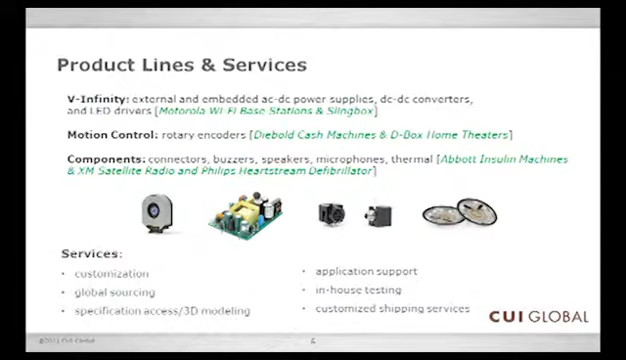 Product Lines & Services
V-Infinity: external and embedded ac-dc power supplies, dc-dc converters,
and LED drivers [Motorola Wi-Fi Base Stations & Slingbox]
Motion Control: rotary encoders [Diebold Cash Machines & D-Box Home Theaters]
Components: connectors, buzzers, speakers, microphones, thermal [Abbott Insulin Machines
& XM Satellite Radio and Philips Heartstream Defibrillator]
Services:
• customization
• global sourcing
• specification access/3D modeling
• application support
• in-house testing
• customized shipping services
CUI GLOBAL
CUI Global
6